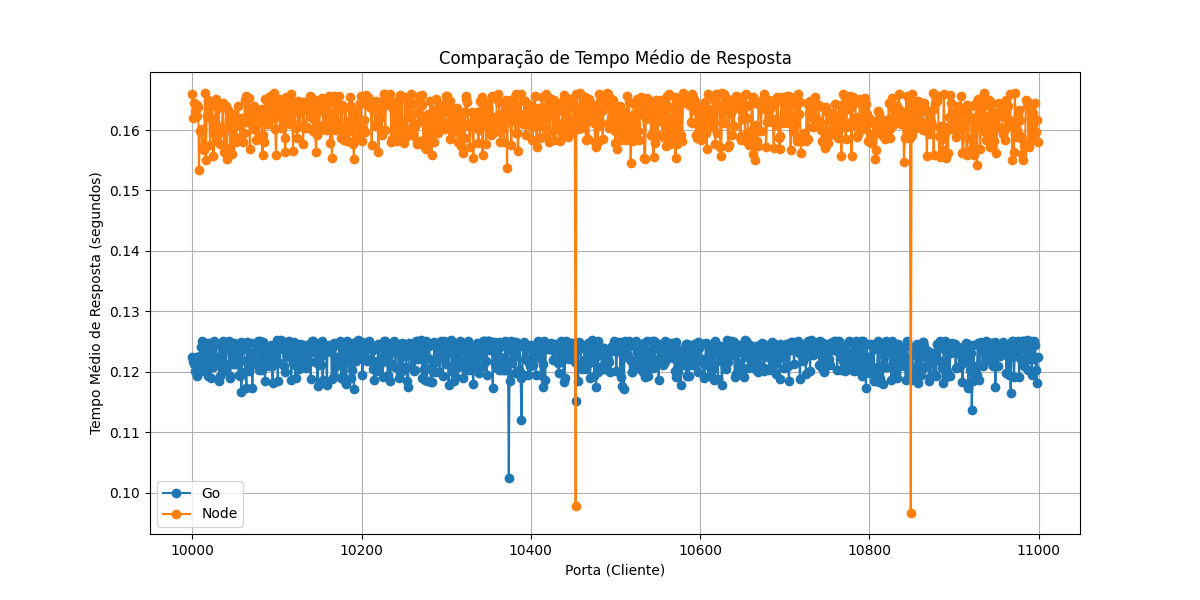 Comparação de Tempo Médio de Resposta
Tempo Médio de Resposta (segundos)
0.16
0.15
0.14
0.13
0.12
0.11
0.10
Go
Node
10000 10200 10400 10600 10800 11000
Porta (Cliente)